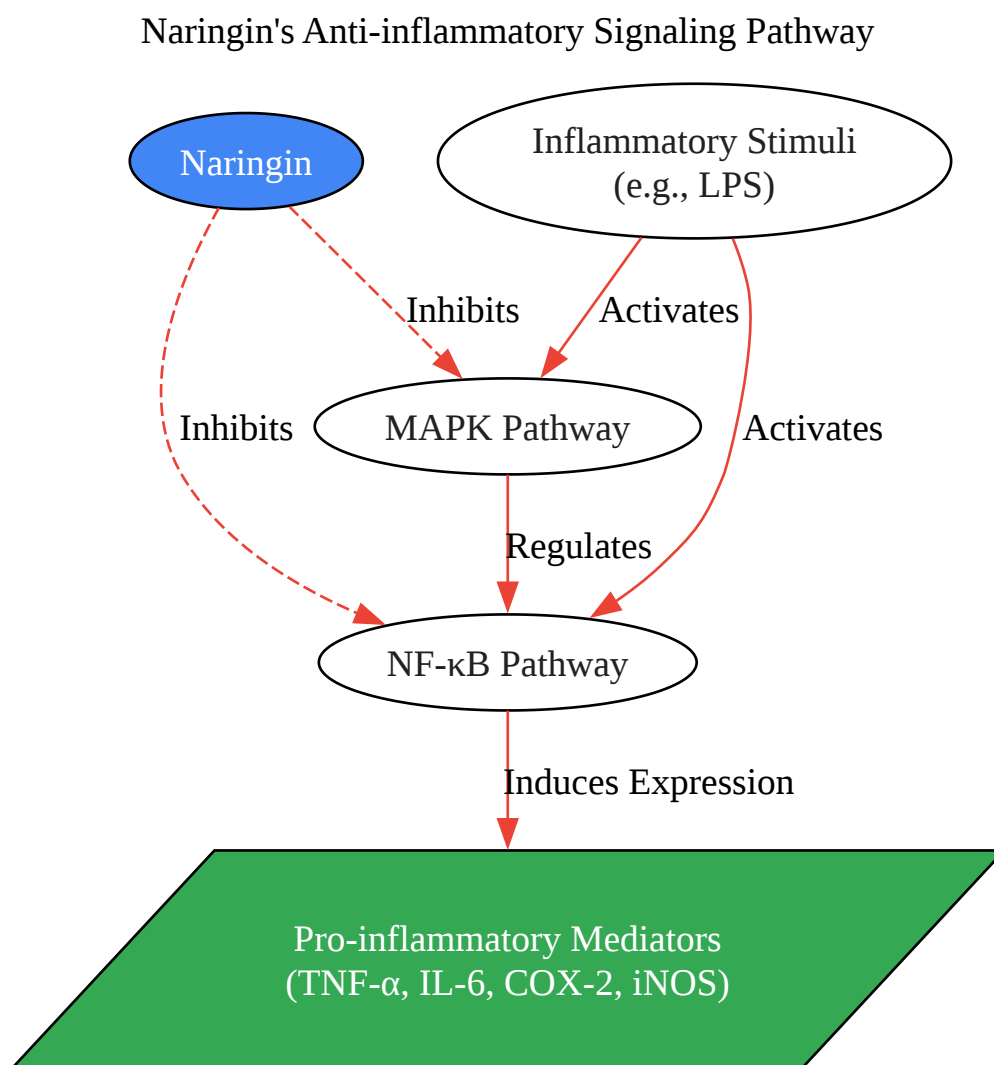 Naringin's Anti-inflammatory Signaling Pathway
Naringin
Inflammatory Stimuli
(e.g., LPS)
Inhibits
Activates
MAPK Pathway
Inhibits
Activates
Regulates
NF-κB Pathway
Induces Expression
Pro-inflammatory Mediators
(TNF-α, IL-6, COX-2, iNOS)